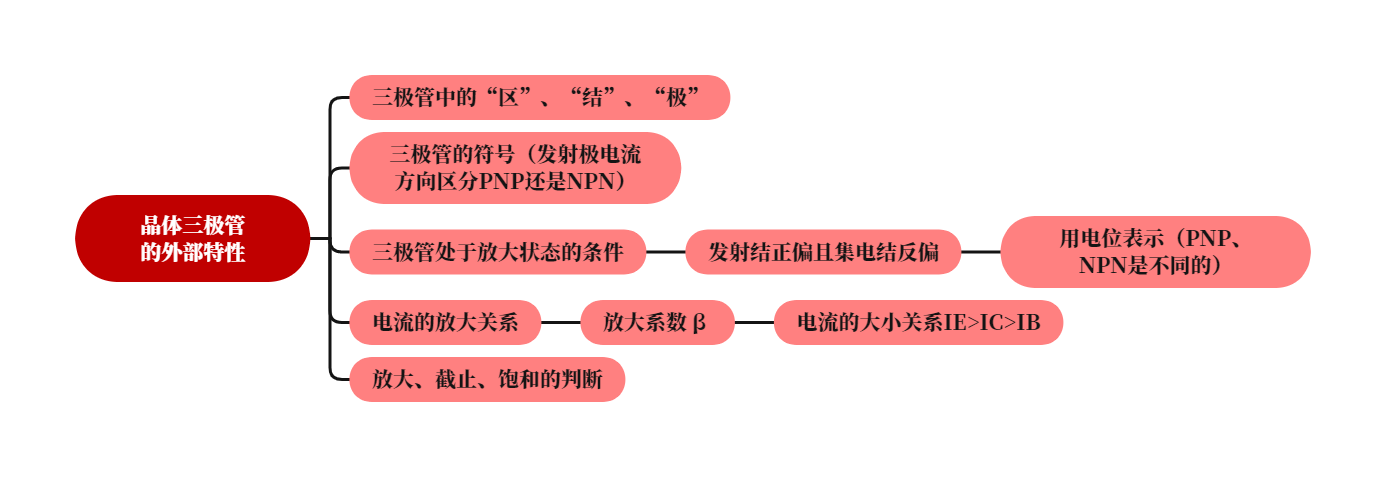 晶体三极管
的外部特性
三极管中的“区”、“结”、“极”
三极管的符号（发射极电流
方向区分PNP还是NPN）
三极管处于放大状态的条件
发射结正偏且集电结反偏
用电位表示（PNP、
NPN是不同的）
电流的放大关系
放大系数 β
电流的大小关系IE>IC>IB
放大、截止、饱和的判断